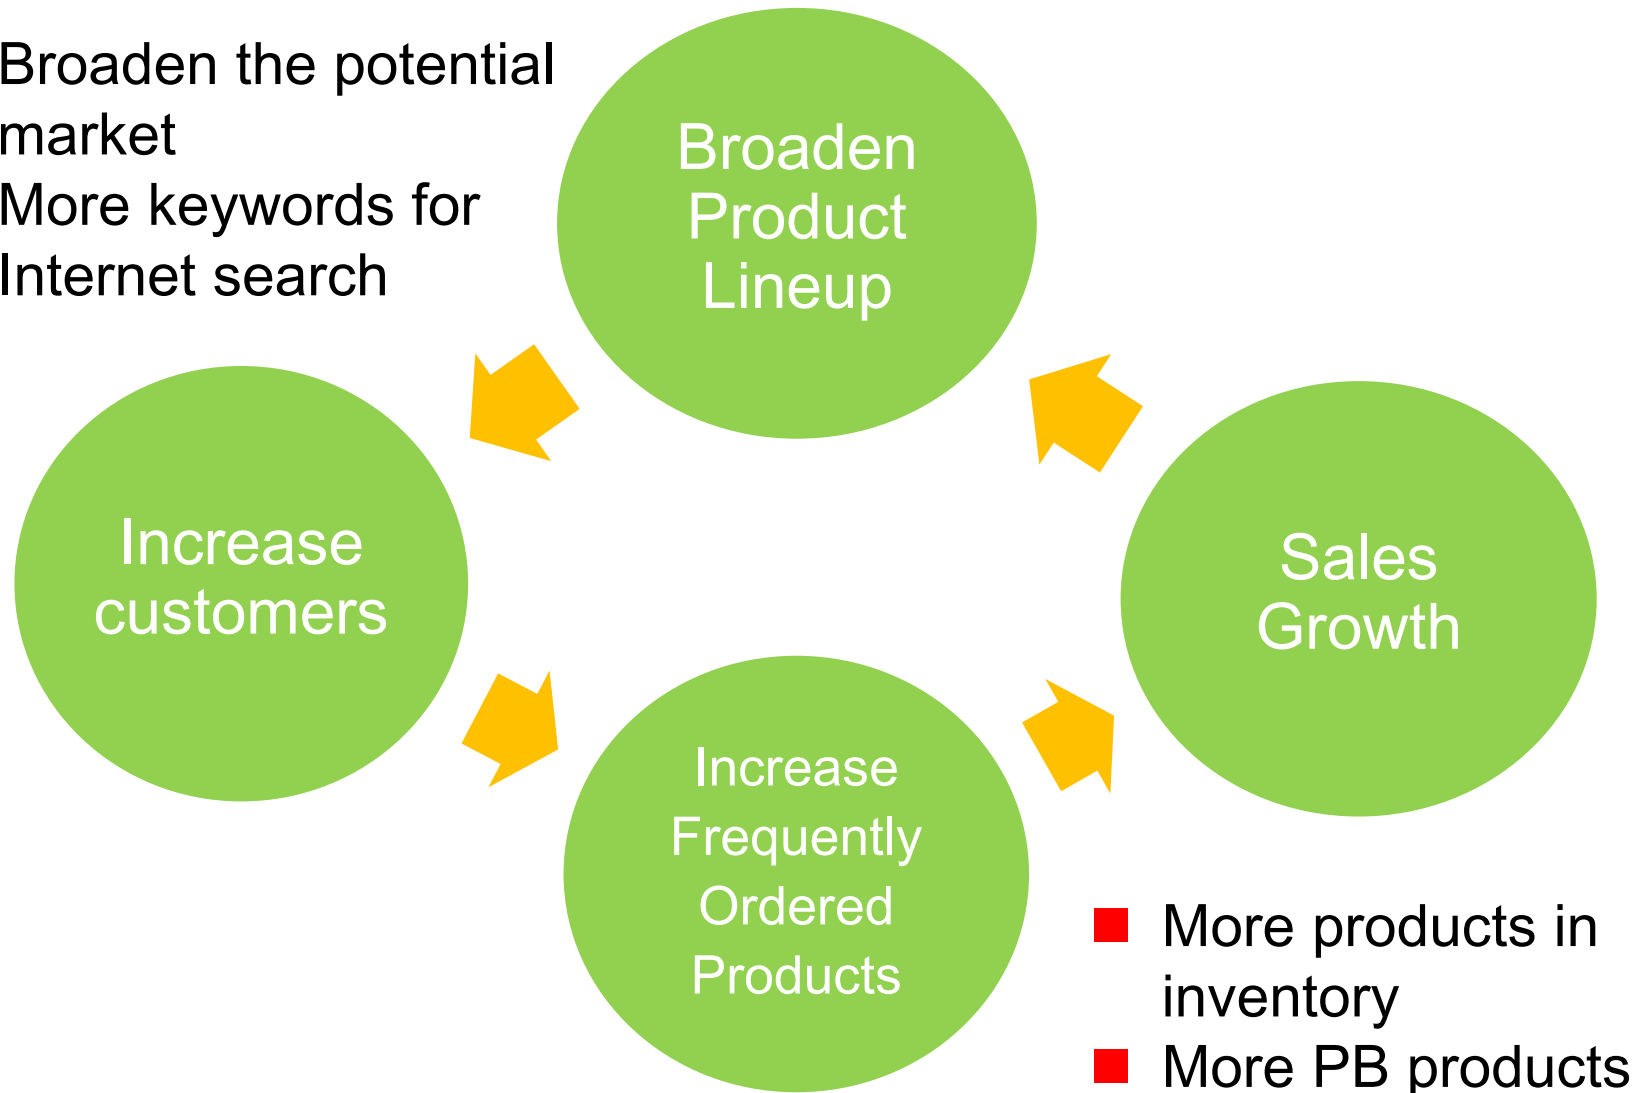 Broaden the potential
market
More keywords for
Internet search
Broaden
Product
Lineup
Increase
customers
Sales
Growth
Increase
Frequently
Ordered
Products
More products in
inventory
More PB products